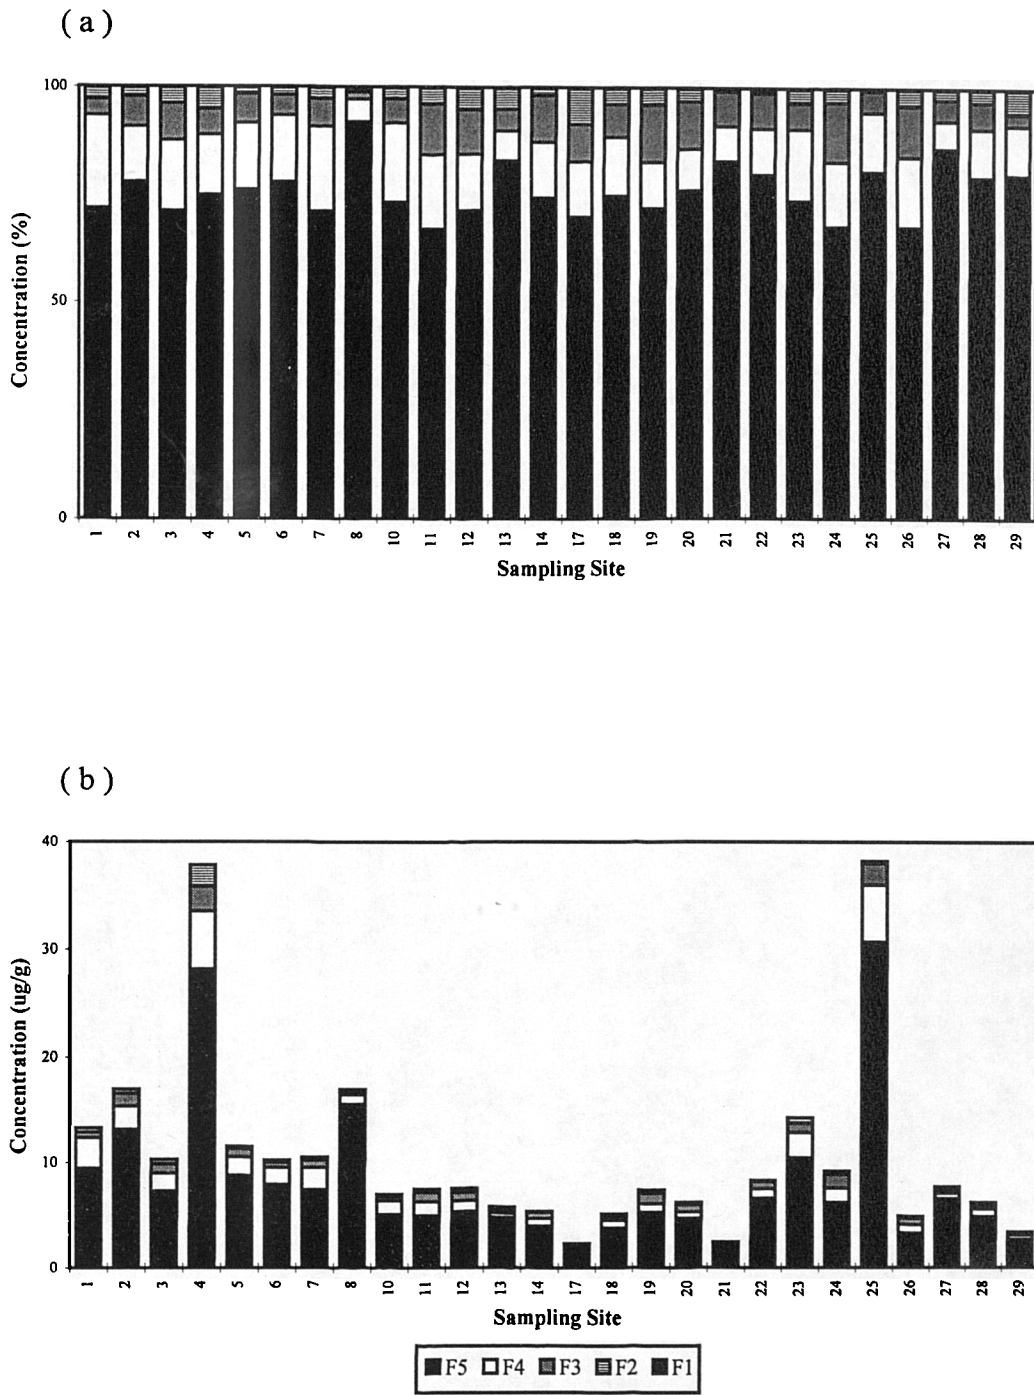 ( a )
100
50
0
Concentration (%)
1 2 3 4 5 6 7 8 10 11 12 13 14 17 18 19 20 21 22 23 24 25 26 27 28 29
Sampling Site
( b )
40
30
20
10
0
Concentration (ug/g)
1 2 3 4 5 6 7 8 10 11 12 13 14 17 18 19 20 21 22 23 24 25 26 27 28 29
Sampling Site
F5 F4 F3 F2 F1